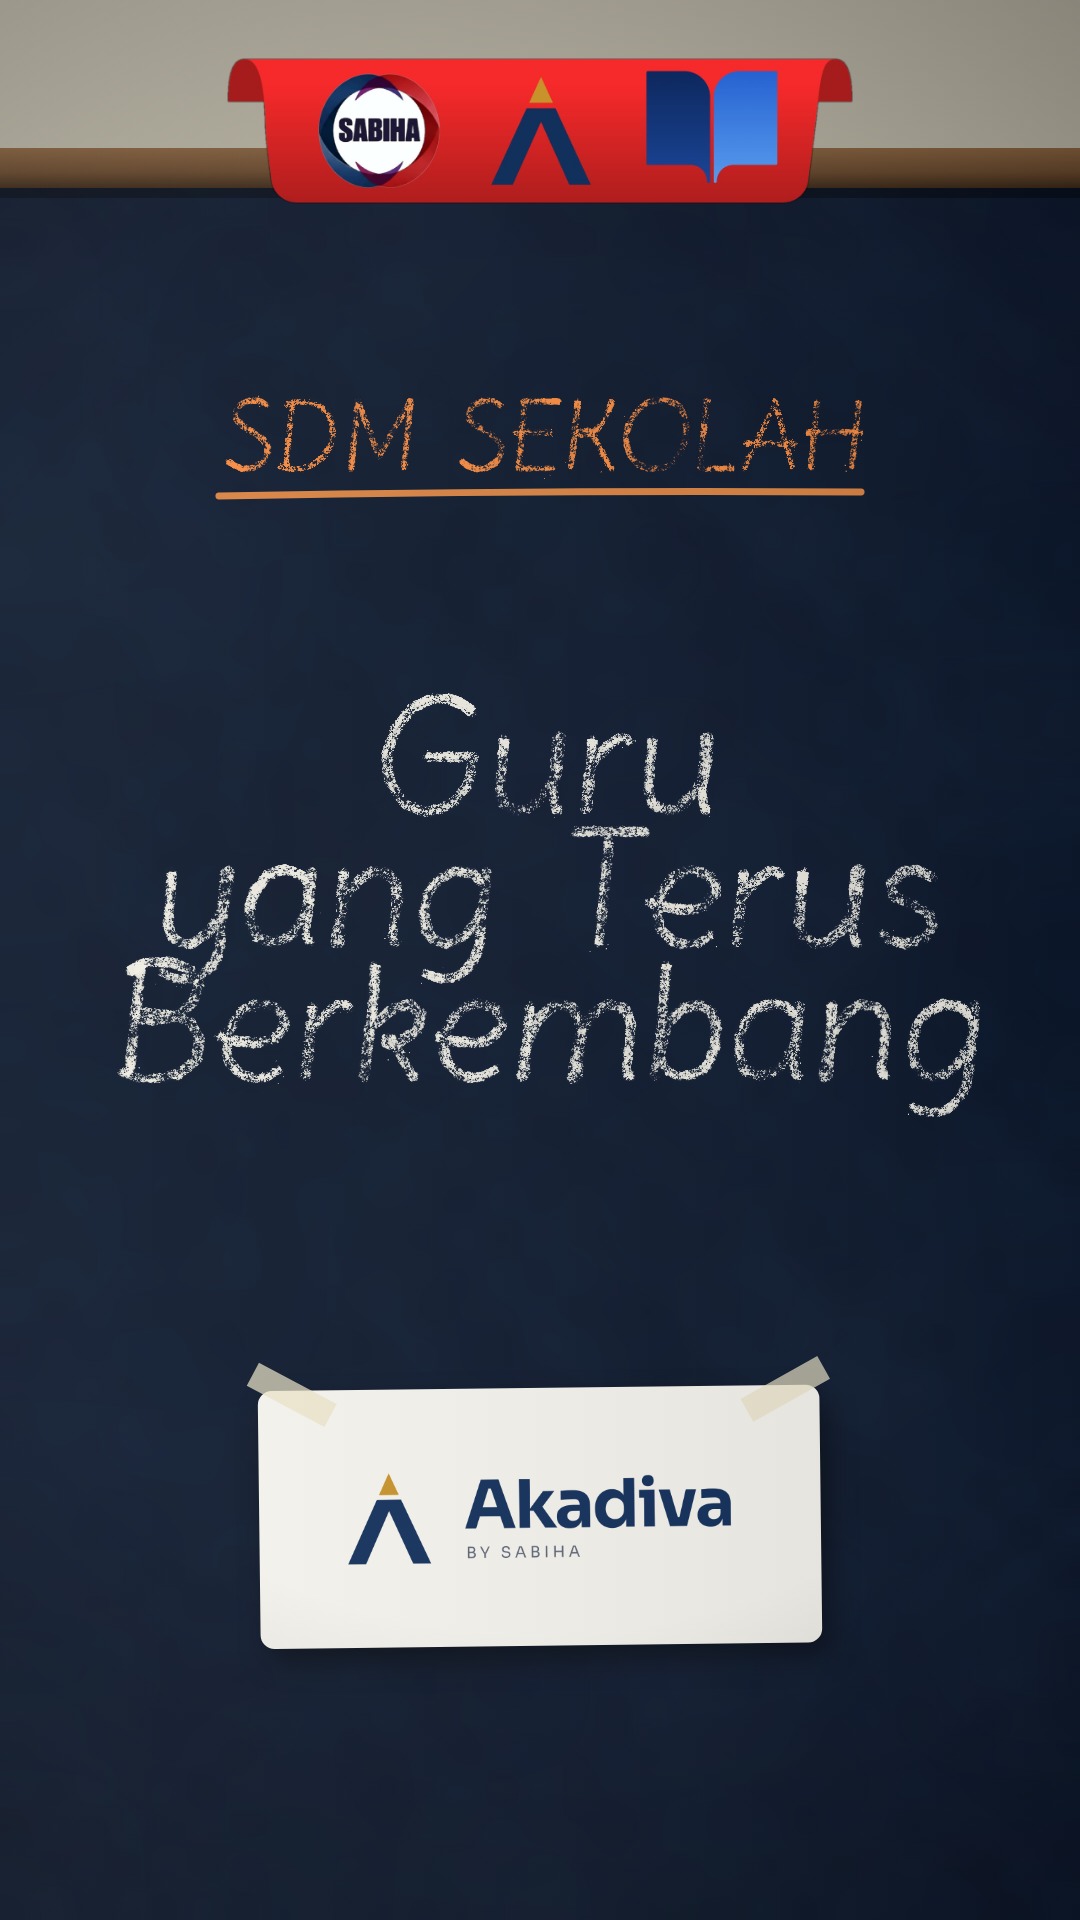 SABIHA
SDM SEKOLAH
Guru
yang Terus
Berkembang
Akadiva
BY SABIHA